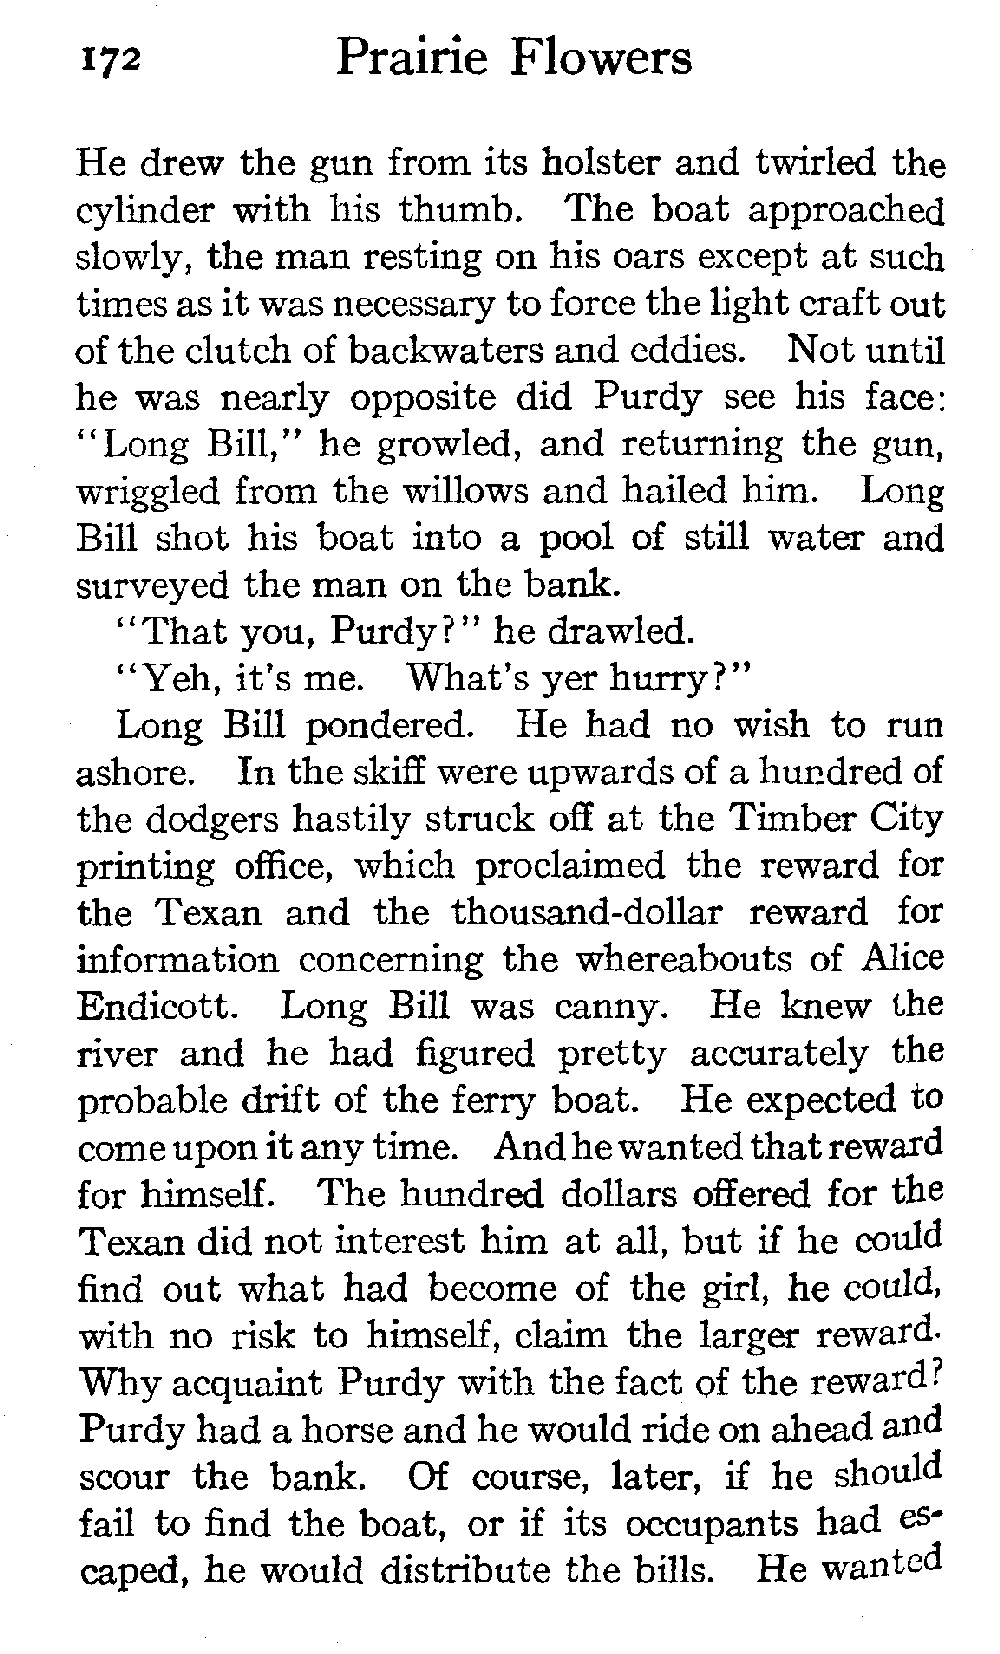 172 Prairie Flowers
He drew the gun from its holster and twirled the
cylinder with his thumb. The boat approached
slowly, the man resting on his oars except at such
times as it was necessary to force the light craft out
of the clutch of backwaters and eddies. Not until
he was nearly opposite did Purdy see his face:
"Long Bill," he growled, and returning the gun,
wriggled from the willows and hailed him. Long
Bill shot his boat into a pool of still water and
surveyed the man on the bank.
"That you, Purdy?" he drawled.
"Yeh, it's me. What's yer hurry?"
Long Bill pondered. He had no wish to run
ashore. In the skiff were upwards of a hundred of
the dodgers hastily struck off at the Timber City
printing office, which proclaimed the reward for
the Texan and the thousand-dollar reward for
information concerning the whereabouts of Alice
Endicott. Long Bill was canny. He knew the
river and he had figured pretty accurately the
probable drift of the ferry boat. He expected to
come upon it any time. And he wanted that reward
for himself. The hundred dollars offered for the
Texan did not interest him at all, but if he could
find out what had become of the girl, he could,
with no risk to himself, claim the larger reward.
Why acquaint Purdy with the fact of the reward?
Purdy had a horse and he would ride on ahead and
scour the bank. Of course, later, if he should
fail to find the boat, or if its occupants had es-
caped, he would distribute the bills. He wanted